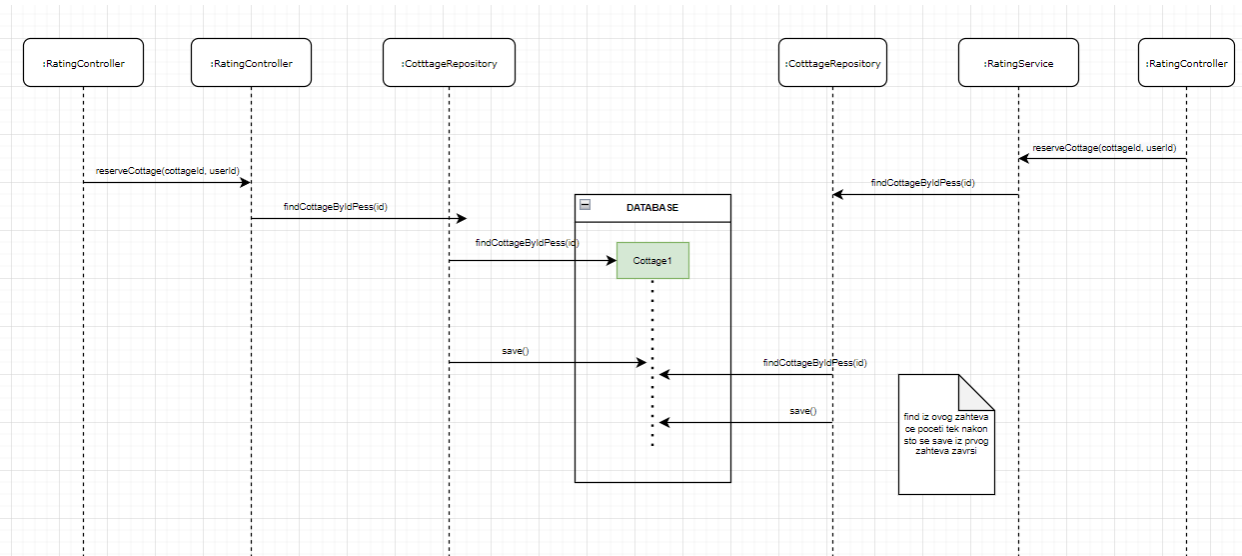 :RatingController
:RatingController
:CotttageRepository
:CotttageRepository
:RatingService
:RatingController
reserveCottage(cottageId, userId)
reserveCottage(cottageId, userId)
findCottageByIdPess(id)
findCottageByIdPess(id)
DATABASE
findCottageByIdPess(id)
Cottage1
save()
findCottageByIdPess(id)
save()
find iz ovog zahteva
ce poceti tek nakon
sto se save iz prvog
zahteva zavrsi